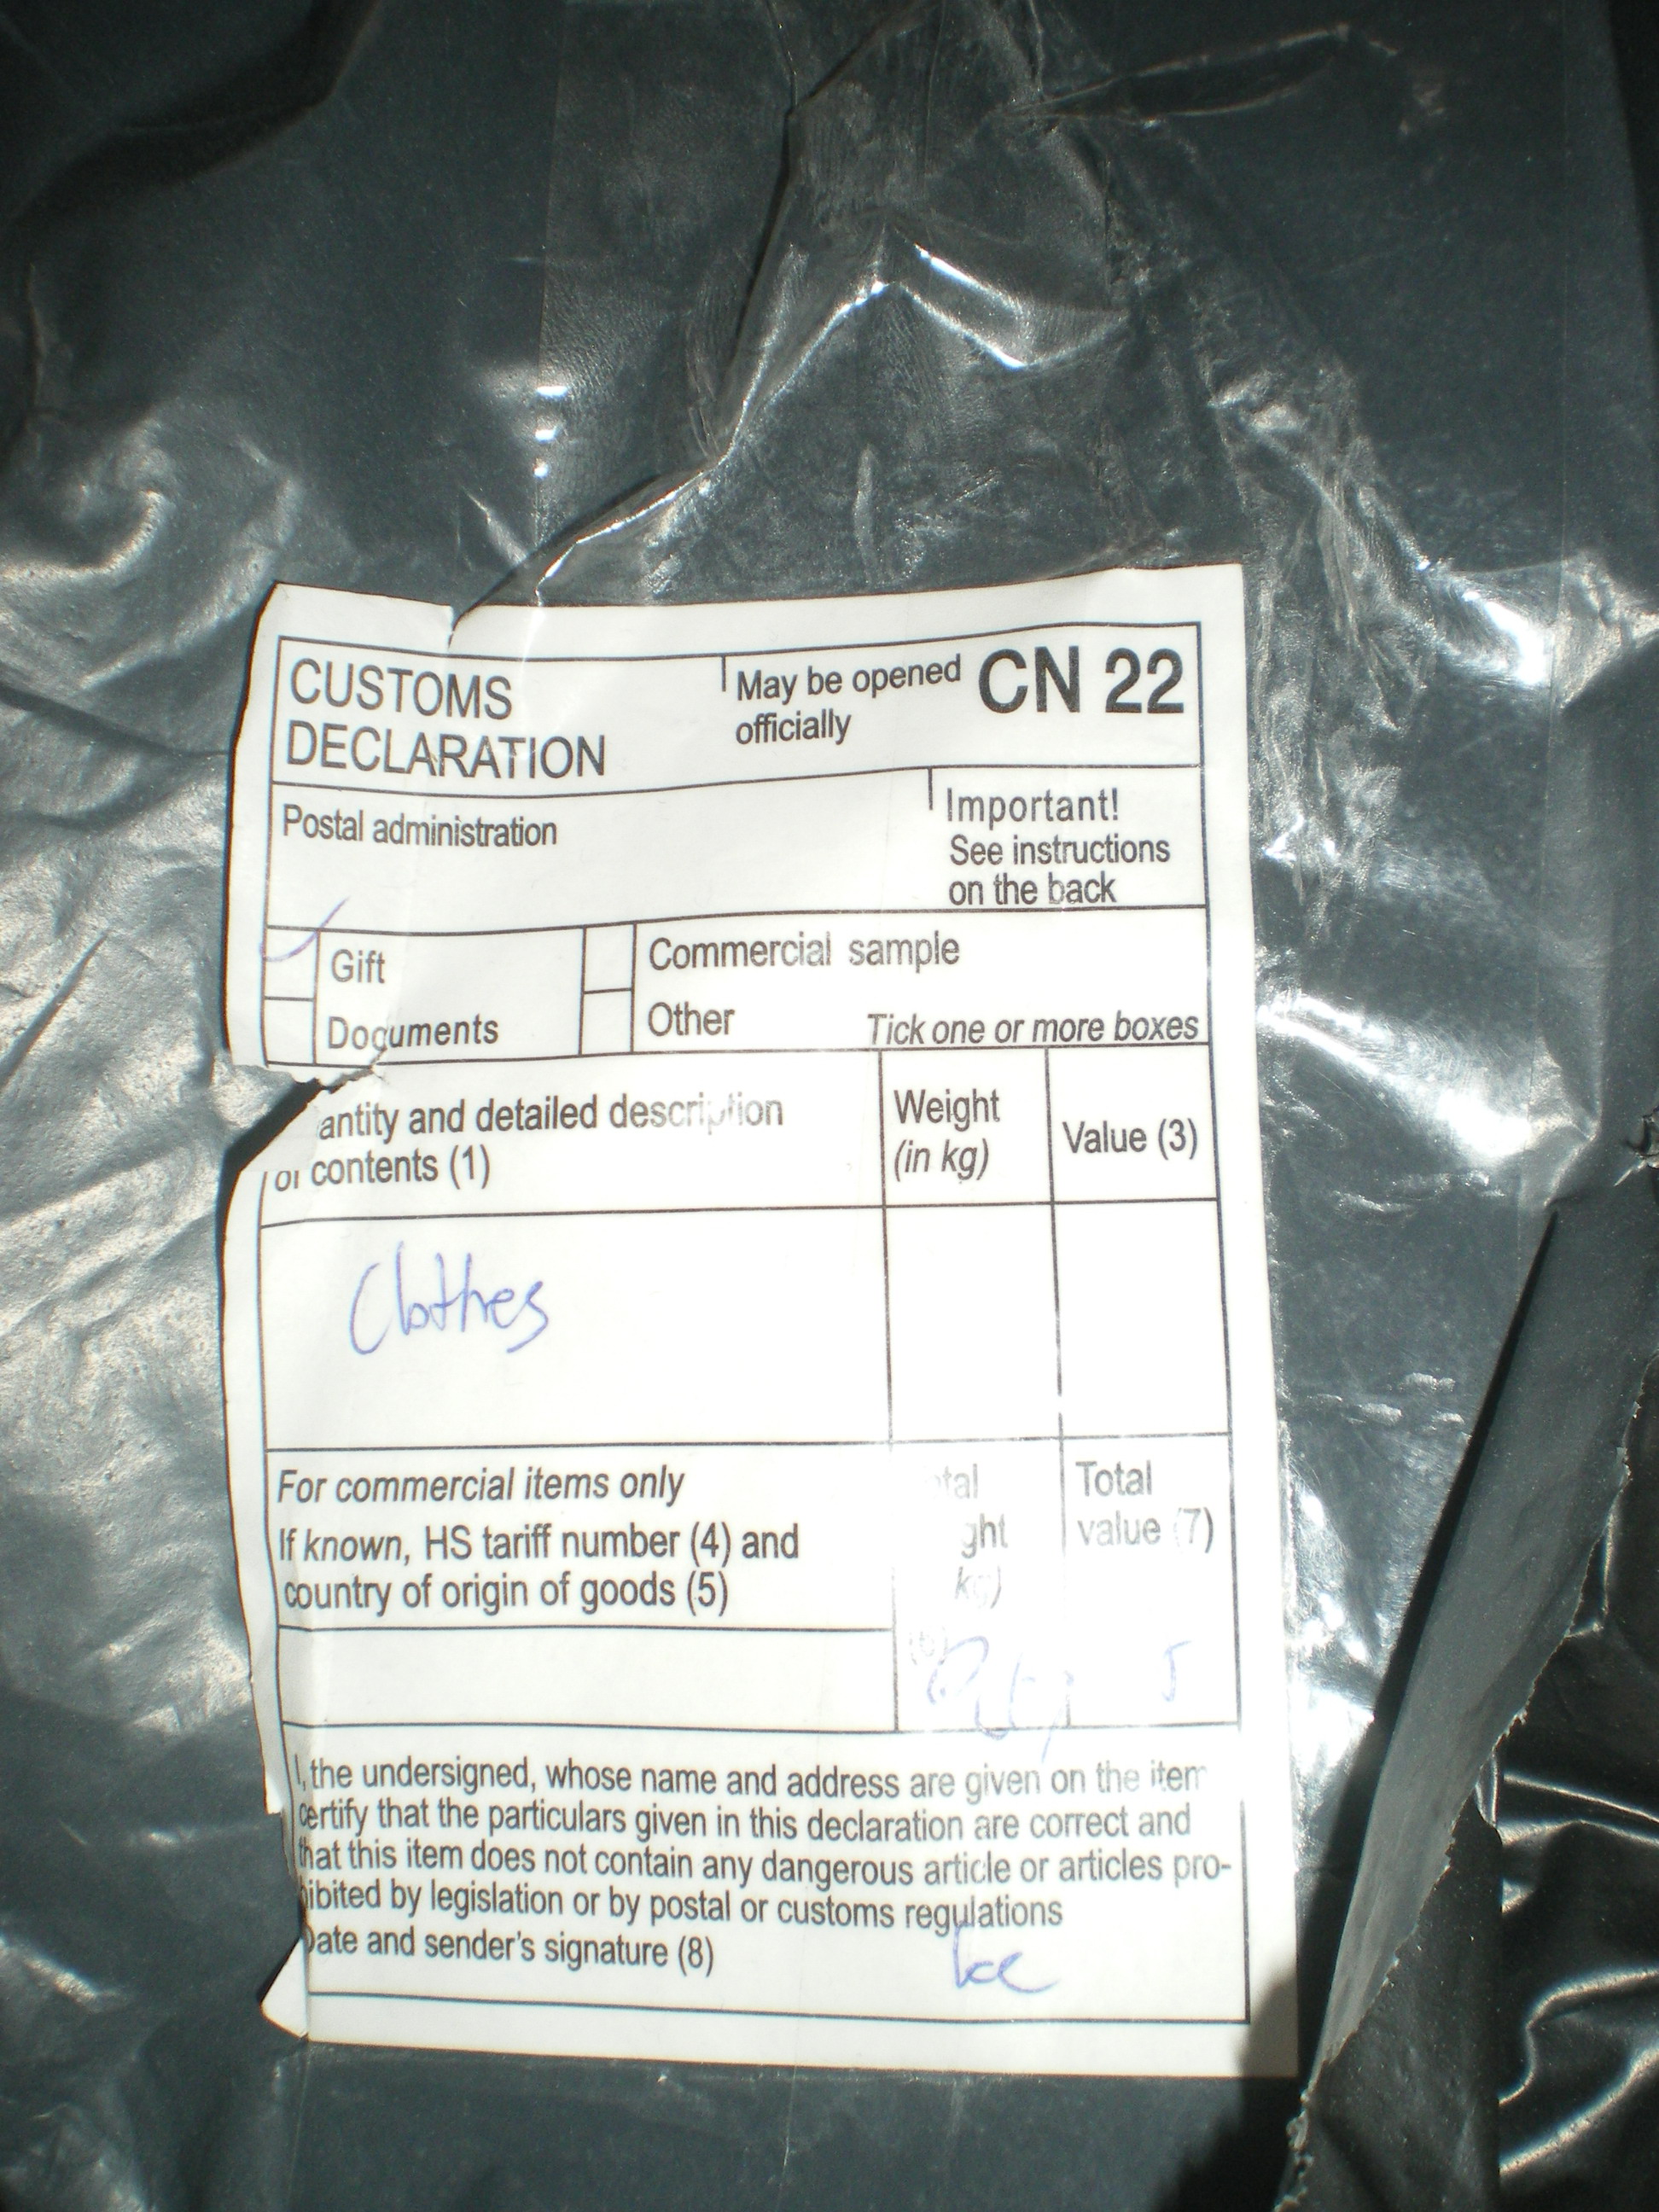 CUSTOMS
DECLARATION
May be opened
officially
CN 22
Postal administration
Important!
See instructions
on the back
Gift
Commercial sample
Documents
Other
Tick one or more boxes
antity and detailed description
of contents (1)
Weight
(in kg)
Value (3)
Clothes
For commercial items only
If known, HS tariff number (4) and
country of origin of goods (5)
tal
ght
kg)
(6)
Total
value (7)
I, the undersigned, whose name and address are given on the item
certify that the particulars given in this declaration are correct and
that this item does not contain any dangerous article or articles pro-
hibited by legislation or by postal or customs regulations
Date and sender's signature (8)